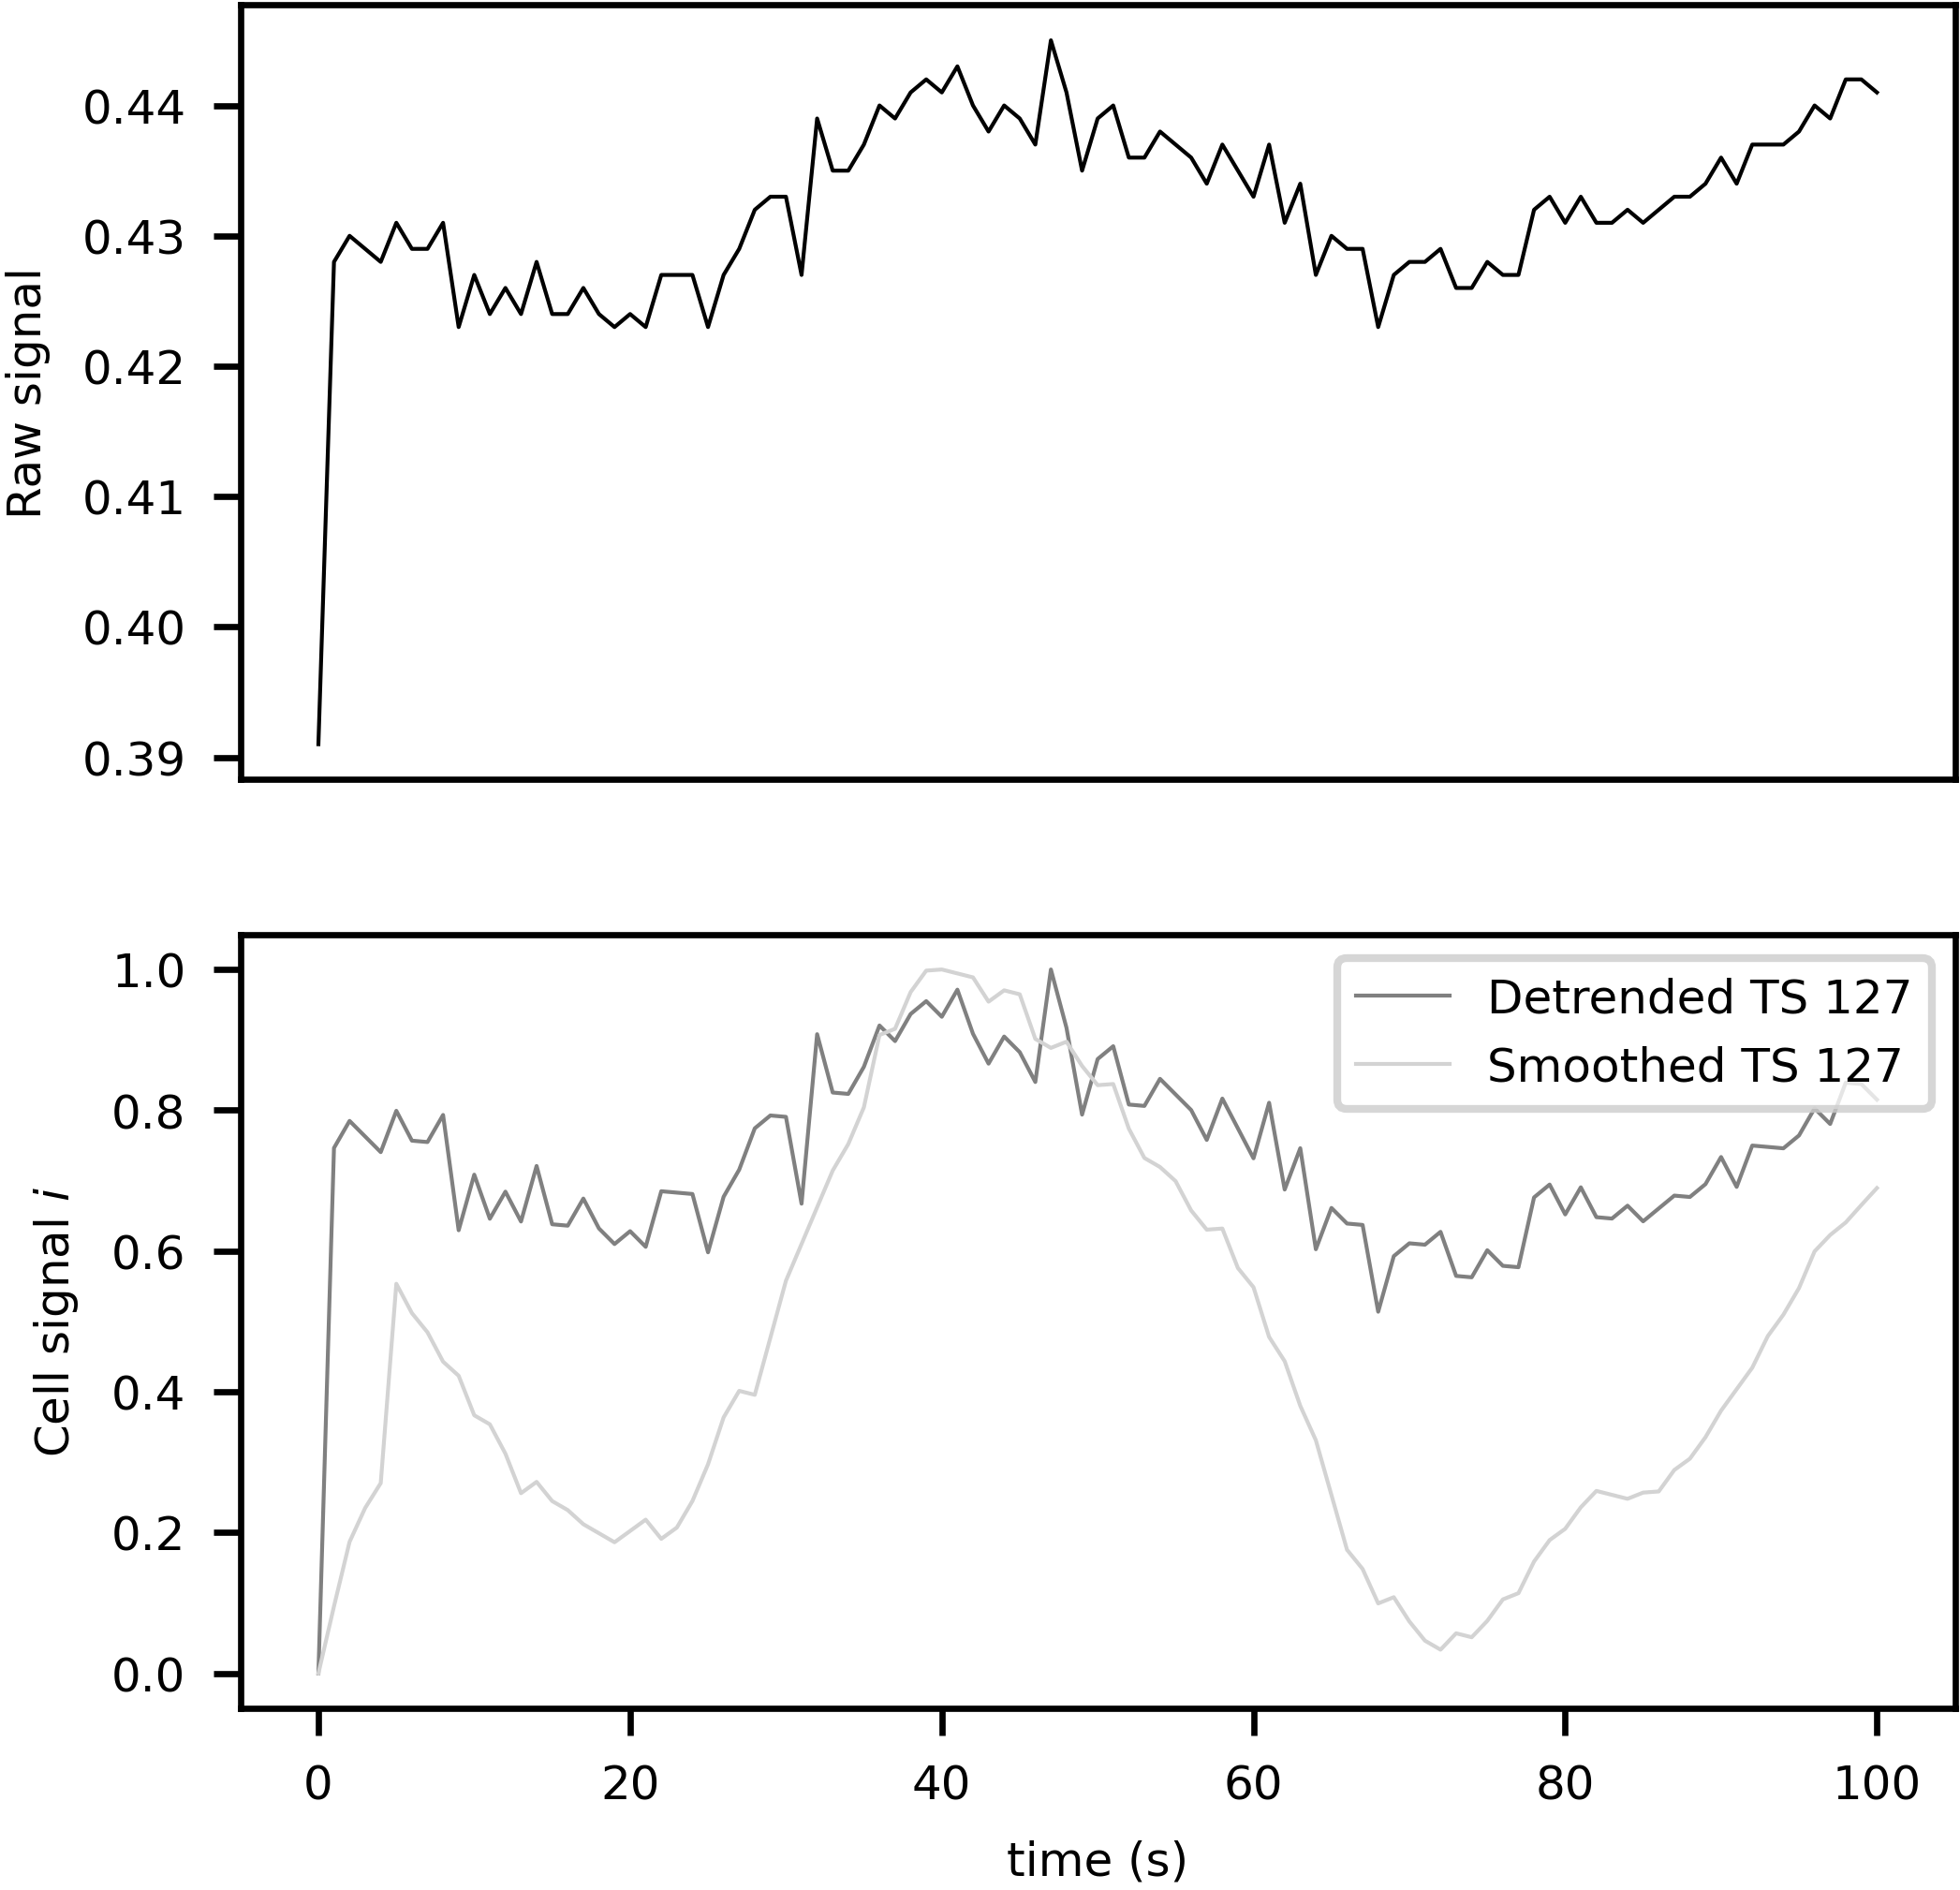 Raw signal
0.44
0.43
0.42
0.41
0.40
0.39
Cell signal i
1.0
0.8
0.6
0.4
0.2
0.0
Detrended TS 127
Smoothed TS 127
0 20 40 60 80 100
time (s)